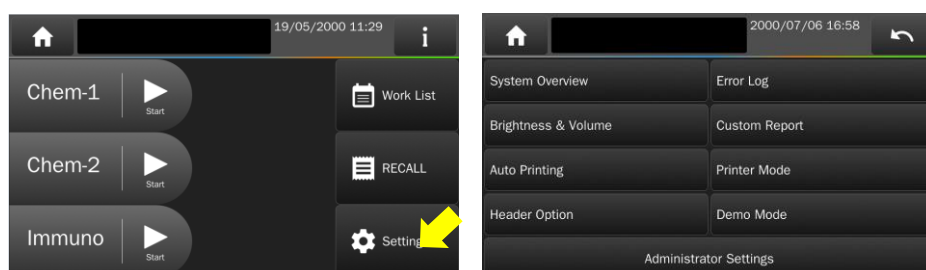 19/05/2000 11:29
i
Chem-1
Start
Work List
Chem-2
Start
RECALL
Immuno
Start
2000/07/06 16:58
System Overview
Error Log
Brightness & Volume
Custom Report
Auto Printing
Printer Mode
Header Option
Demo Mode
Administrator Settings